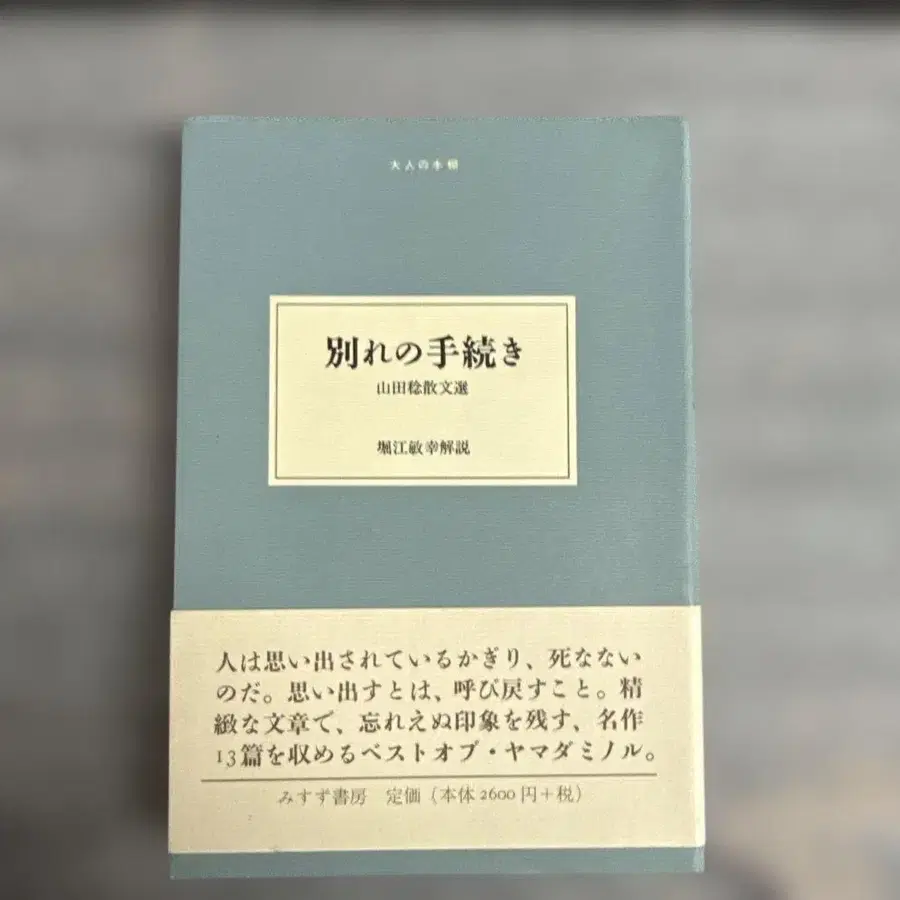 大人の本棚
別れの手続き
山田稔散文選
堀江敏幸解説
人は思い出されているかぎり、死なない
のだ。思い出すとは、呼び戻すこと。精
緻な文章で、忘れえぬ印象を残す、名作
13篇を収めるベストオブ・ヤマダミノル。
みすず書房 定価（本体2600円+税）